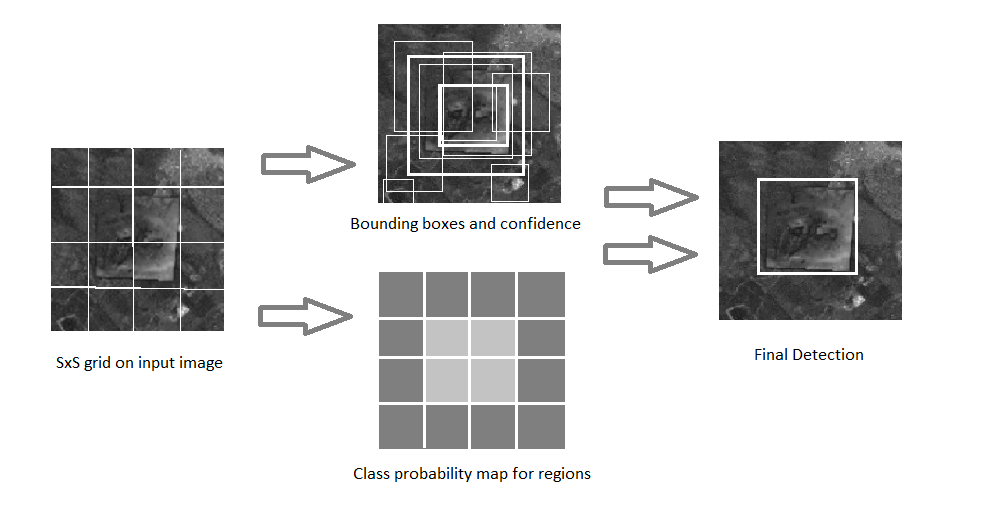 Bounding boxes and confidence
SxS grid on input image
Final Detection
Class probability map for regions